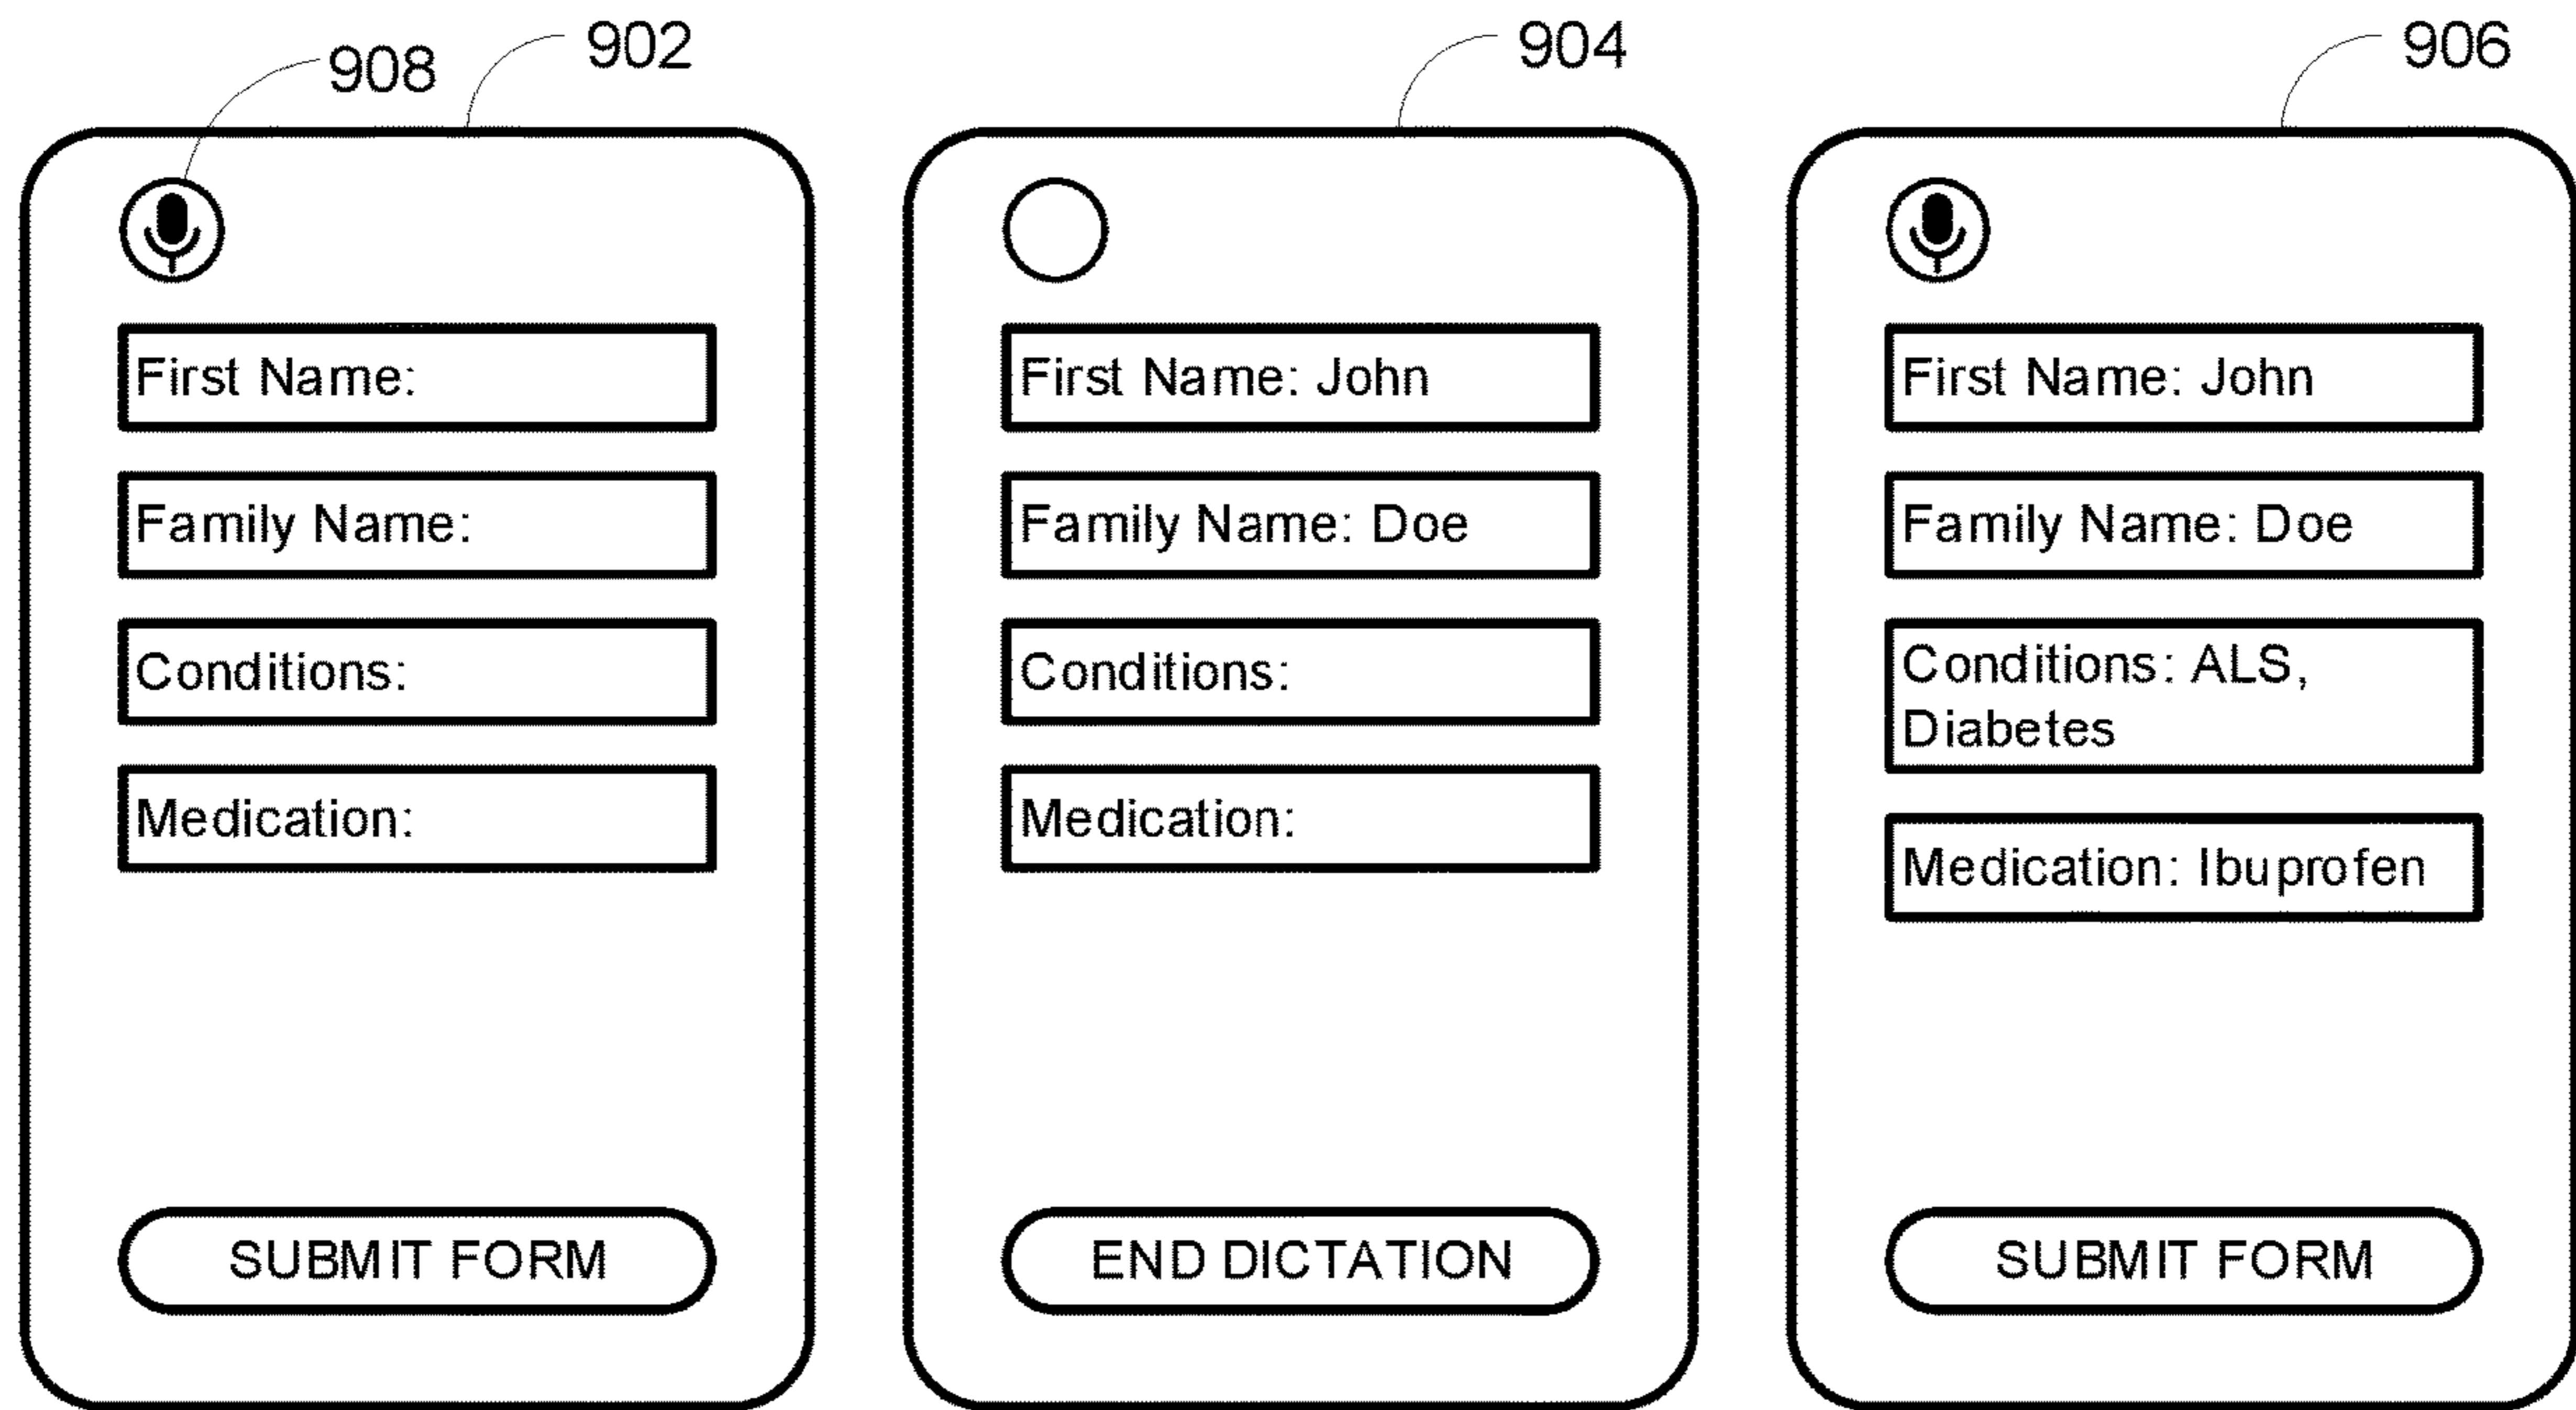 908
902
First Name:
Family Name:
Conditions:
Medication:
SUBMIT FORM
904
First Name: John
Family Name: Doe
Conditions:
Medication:
END DICTATION
906
First Name: John
Family Name: Doe
Conditions: ALS,
Diabetes
Medication: Ibuprofen
SUBMIT FORM